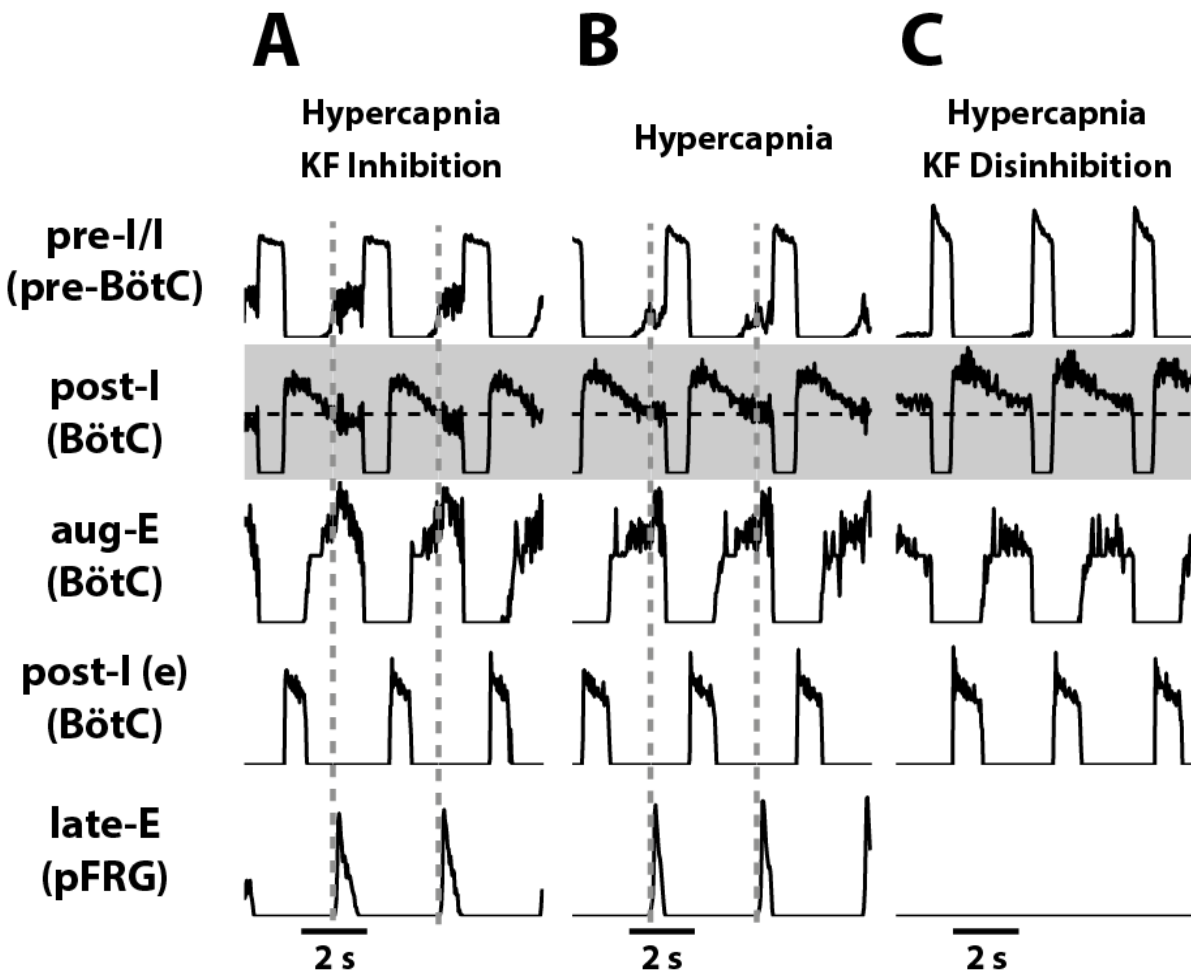 A
B
C
Hypercapnia
KF Inhibition
Hypercapnia
Hypercapnia
KF Disinhibition
pre-I/I
(pre-BötC)
post-I
(BötC)
aug-E
(BötC)
post-I (e)
(BötC)
late-E
(pFRG)
2 s
2 s
2 s